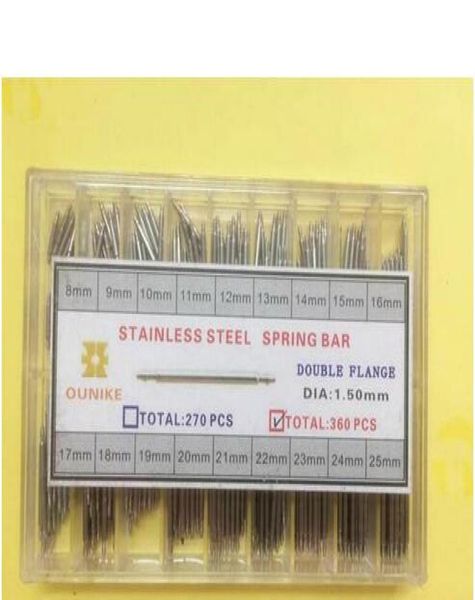 8mm 9mm 10mm 11mm 12mm 13mm 14mm 15mm 16mm
STAINLESS STEEL SPRING BAR
DOUBLE FLANGE
OUNIKE
DIA:1.50mm
TOTAL:270 PCS TOTAL:360 PCS
17mm 18mm 19mm 20mm 21mm 22mm 23mm 24mm 25mm